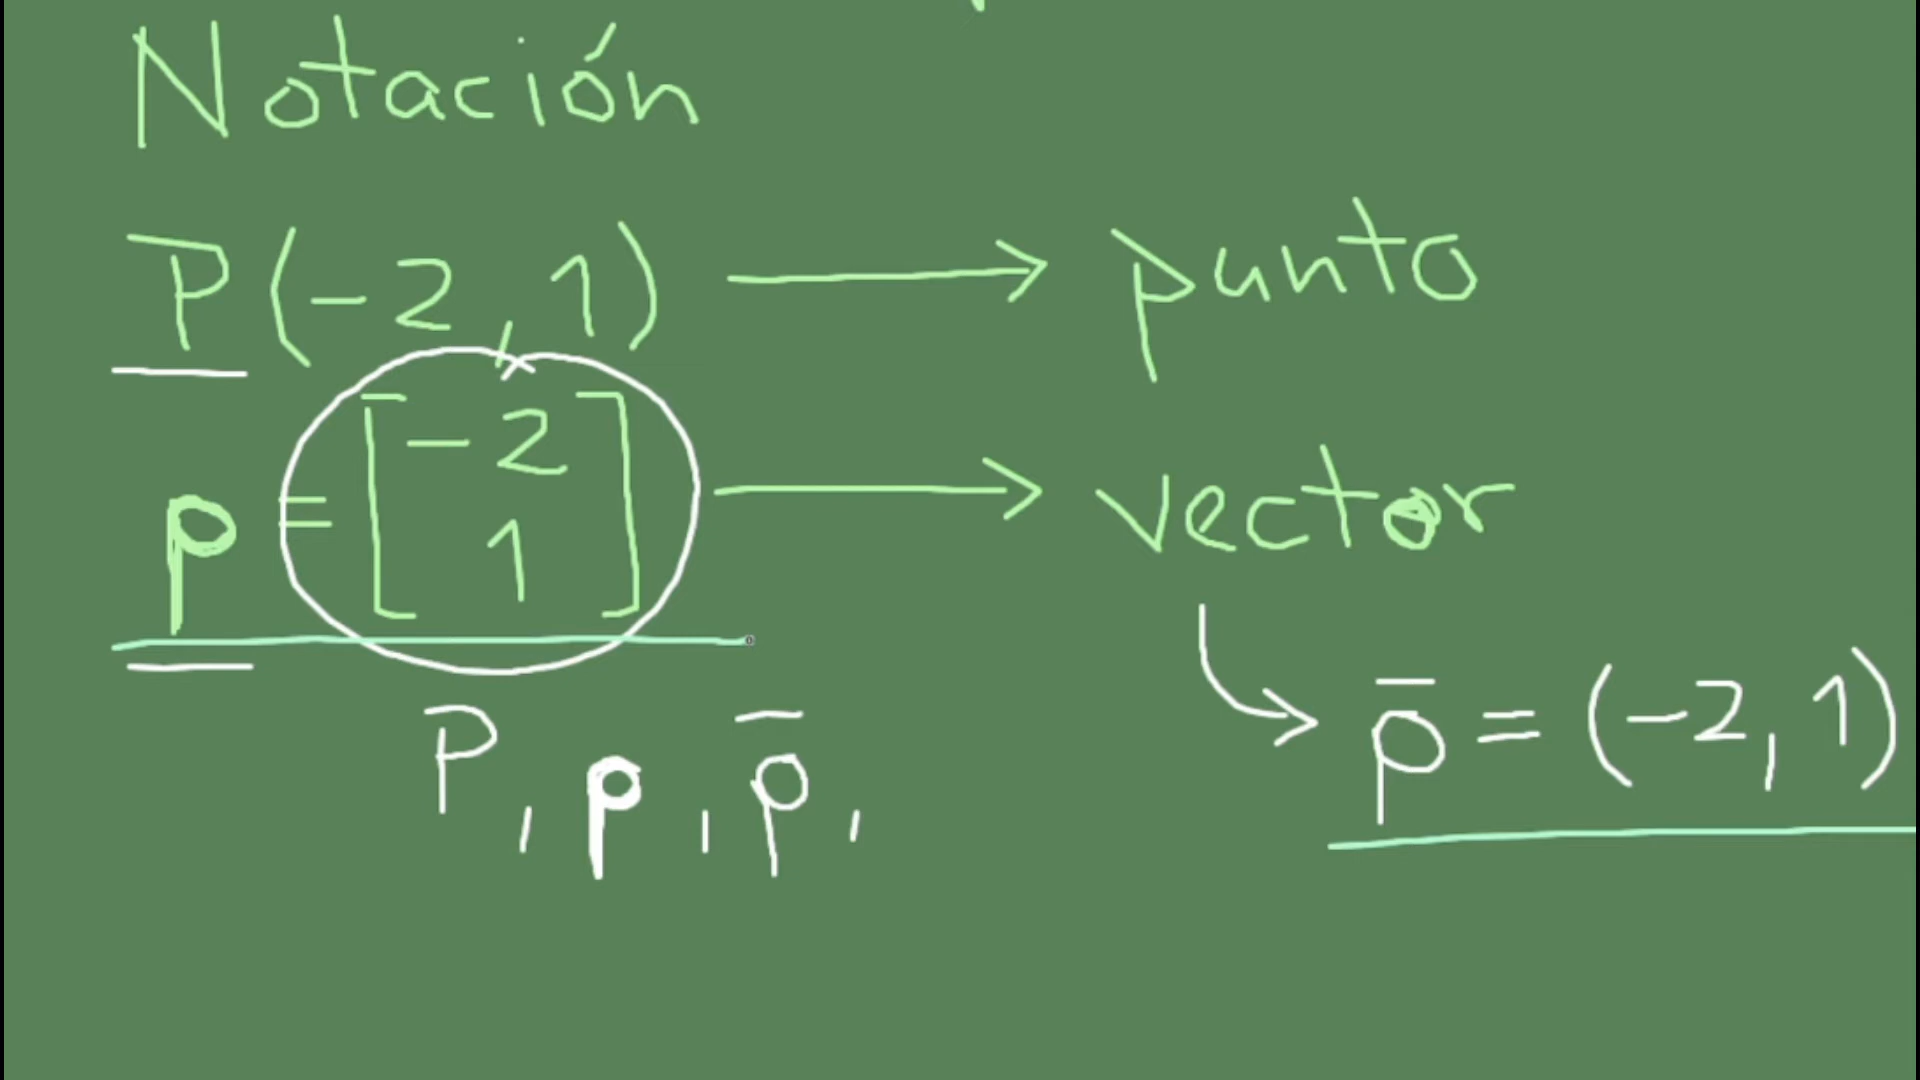 Notación
P(-2,1) → punto
p = [-2 1] → vector
p̄ = (-2,1)
P, p, p̄,